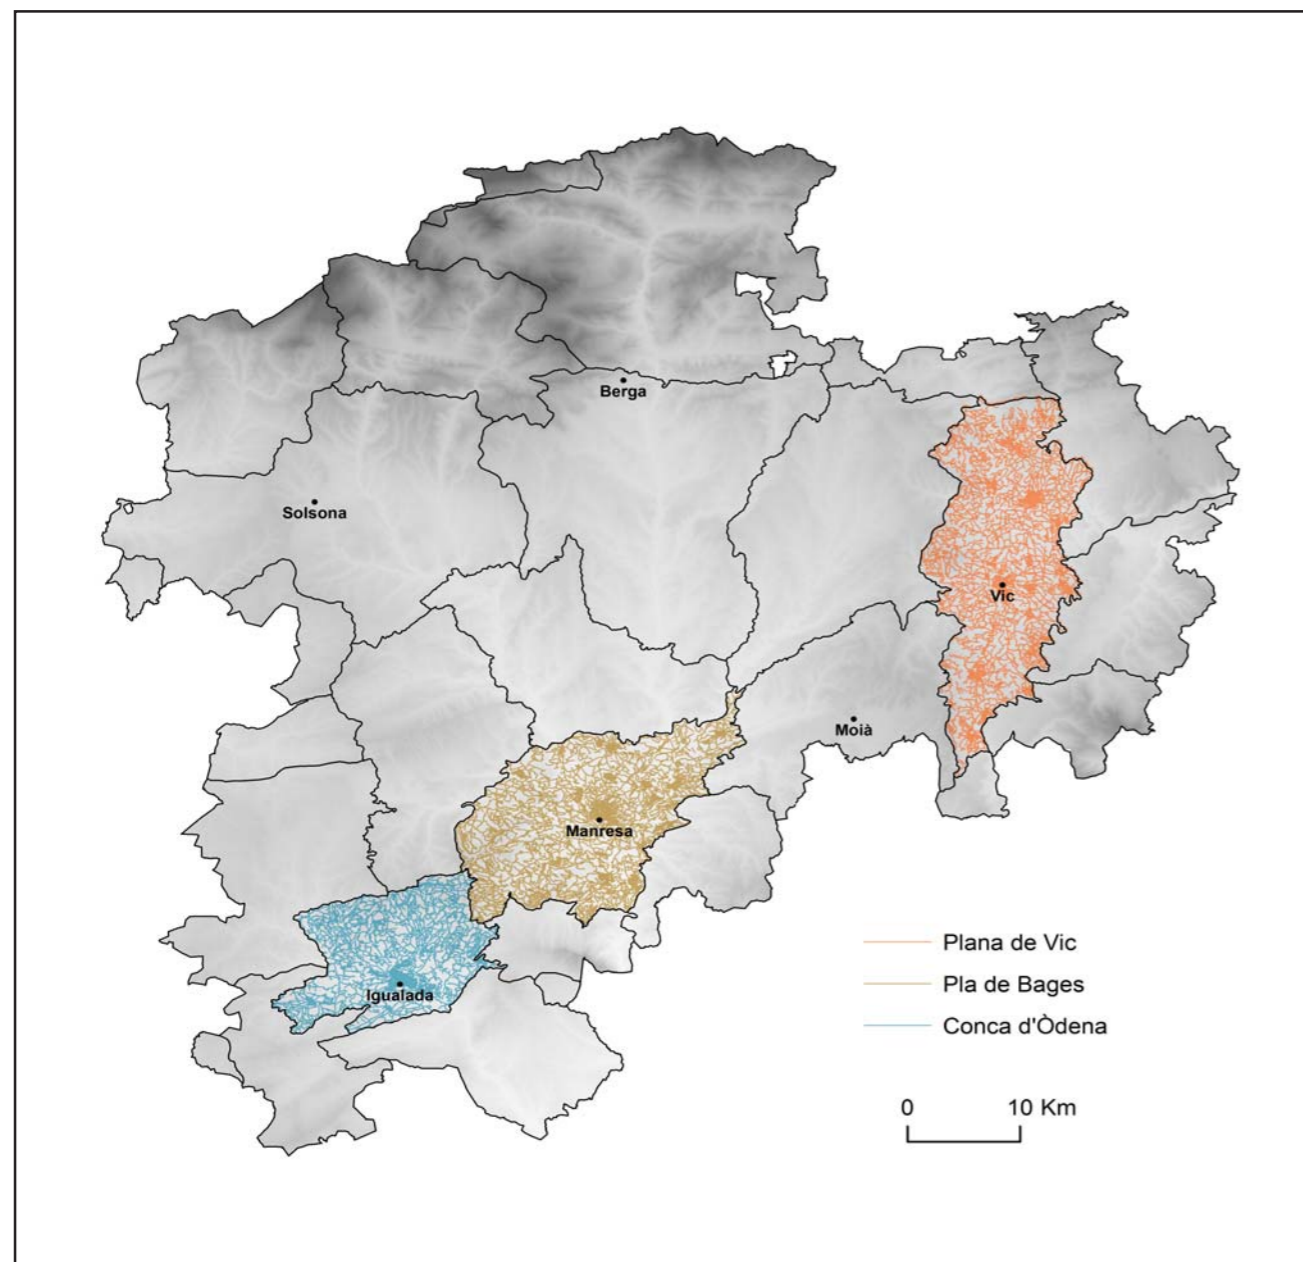 Berga
Solsona
Vic
Moià
Manresa
Igualada
Plana de Vic
Pla de Bages
Conca d'Òdena
0 10 Km